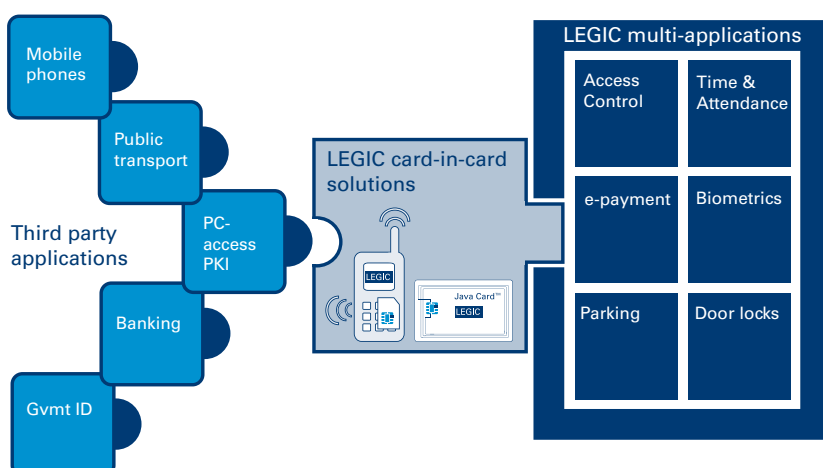 Mobile
phones
Public
transport
Third party
applications
PC-
access
PKI
Banking
Gvmt ID
LEGIC card-in-card
solutions
LEGIC
Java Card™
LEGIC
LEGIC multi-applications
Access
Control
Time &
Attendance
e-payment
Biometrics
Parking
Door locks